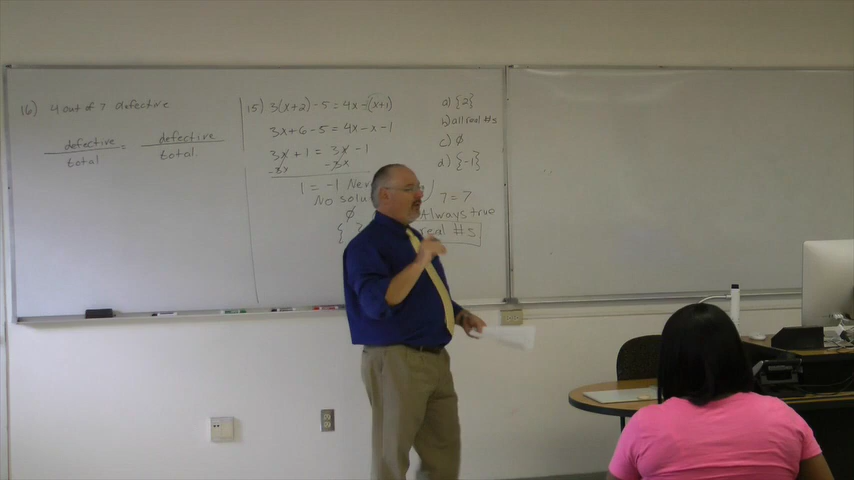 16) 4 out of 7 defective
defective = defective
total total
15) 3(x+2)-5=4x-(x+1)
3x+6-5=4x-x-1
3x+1=3x-1
-3x -3x
1=-1
No
Ø
{ }
7=7
Always true
real #s
a) {2}
b) all real #s
c) Ø
d) {-1}